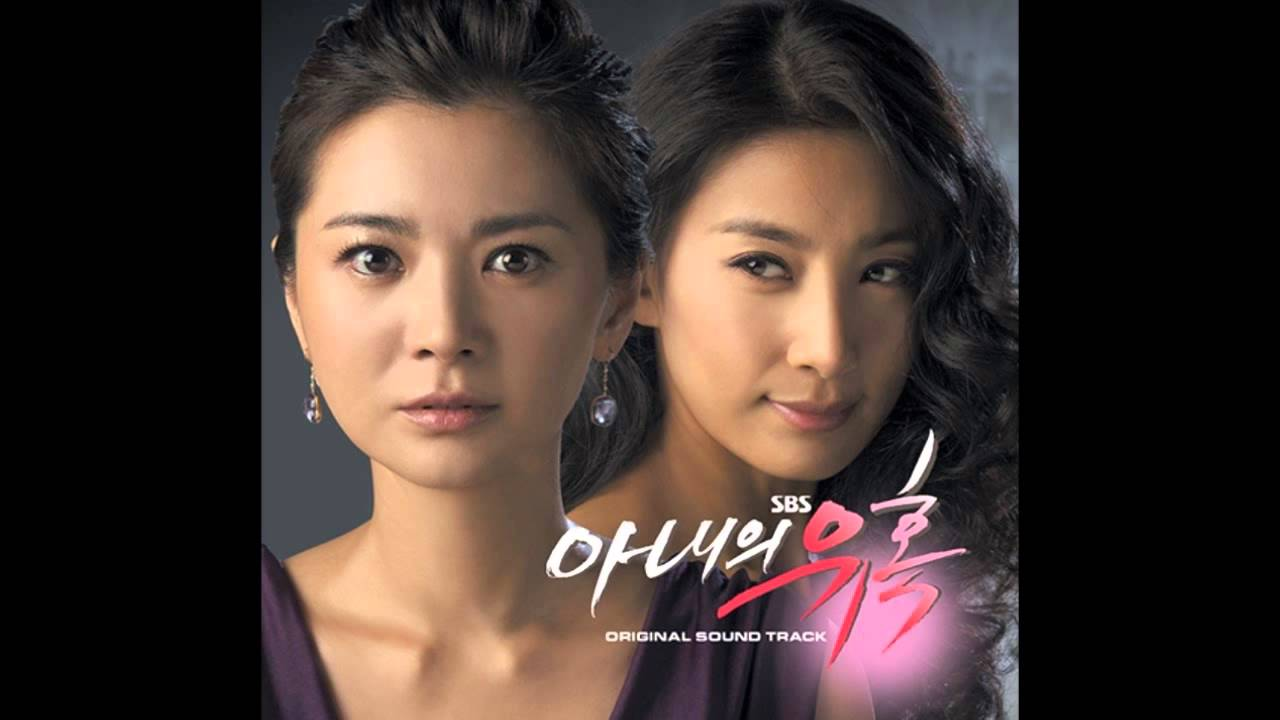 SBS
아내의 유혹
ORIGINAL SOUND TRACK